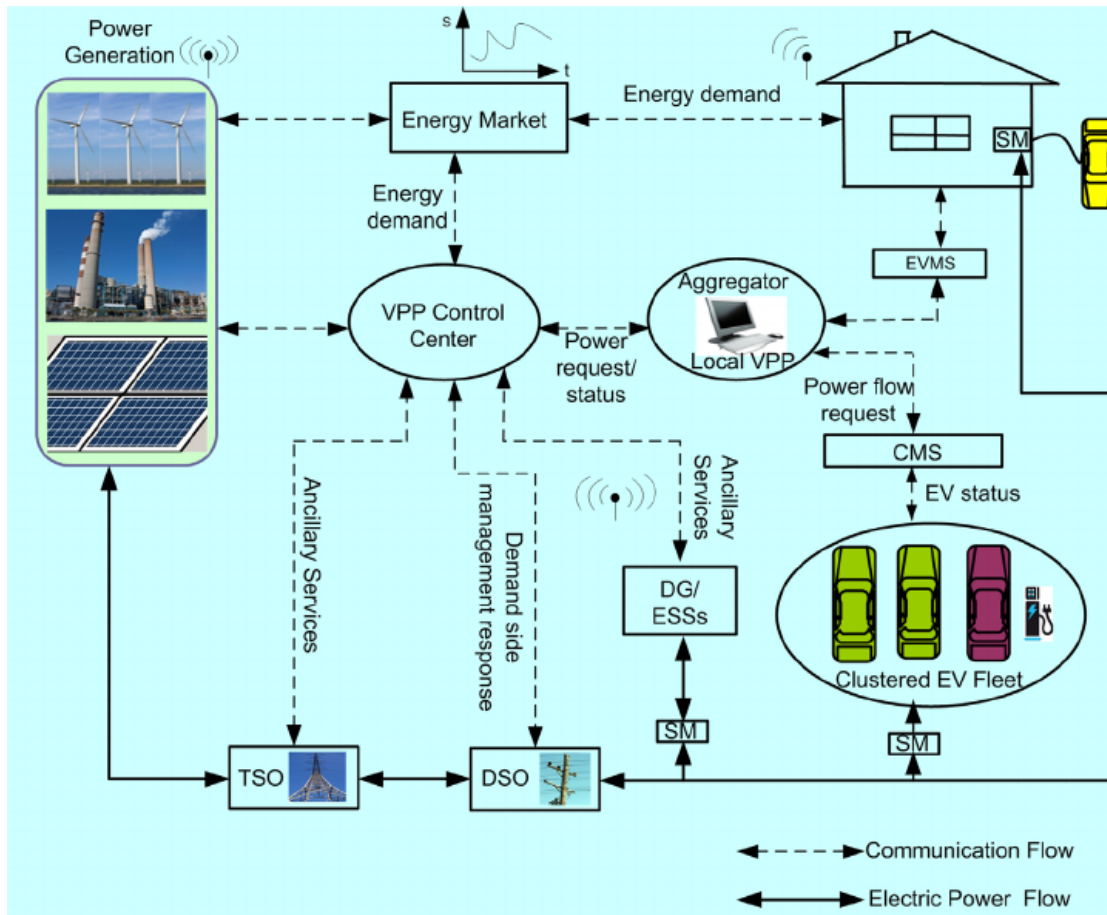 Power
Generation
s
t
Energy Market
Energy demand
SM
Energy
demand
EVMS
VPP Control
Center
Aggregator
Local VPP
Power
request/
status
Power flow
request
CMS
EV status
Ancillary Services
Demand side
management response
Ancillary
Services
DG/
ESSs
Clustered EV Fleet
SM
SM
TSO
DSO
Communication Flow
Electric Power Flow